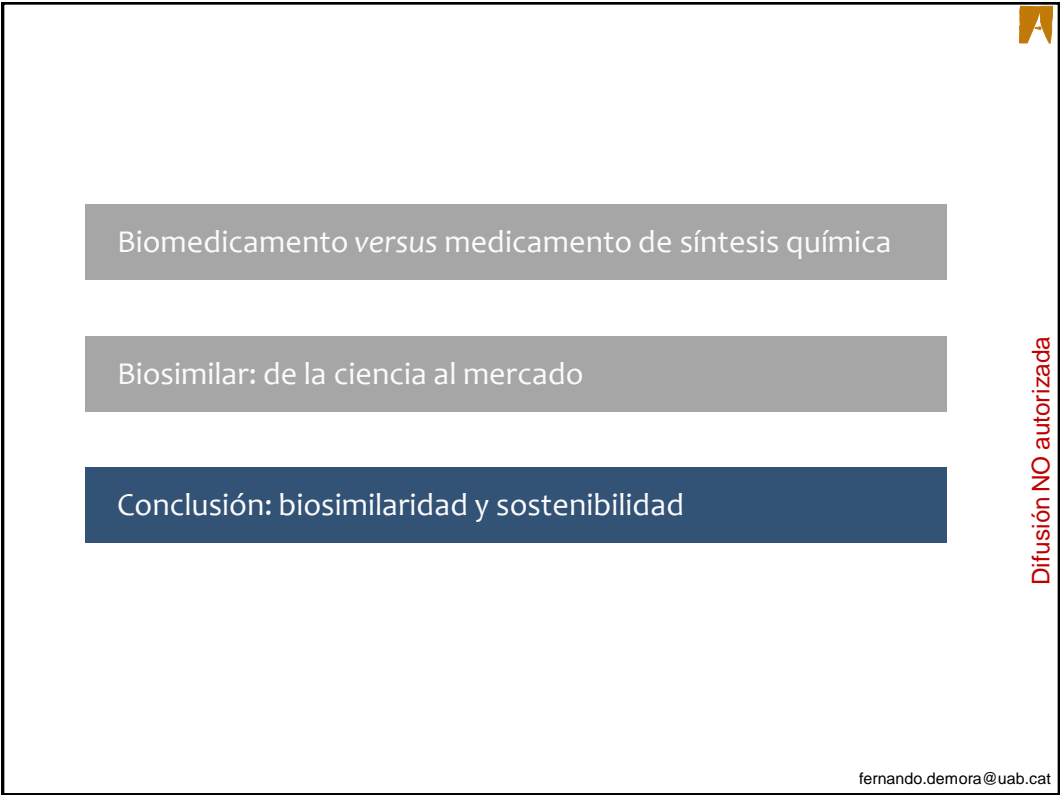 Biomedicamento versus medicamento de síntesis química
Biosimilar: de la ciencia al mercado
Conclusión: biosimilaridad y sostenibilidad
Difusión NO autorizada
fernando.demora@uab.cat